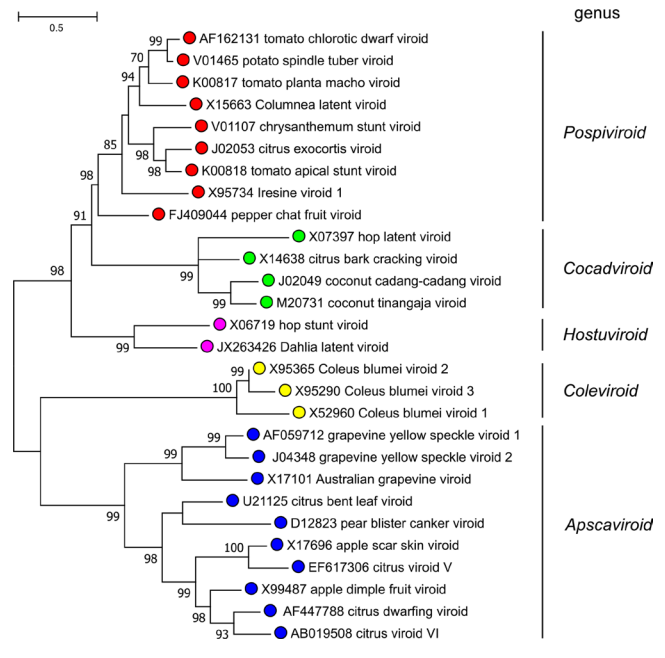 genus
0.5
99
AF162131 tomato chlorotic dwarf viroid
70
V01465 potato spindle tuber viroid
94
K00817 tomato planta macho viroid
X15663 Columnea latent viroid
V01107 chrysanthemum stunt viroid
85
98
J02053 citrus exocortis viroid
98
K00818 tomato apical stunt viroid
Pospiviroid
98
X95734 Iresine viroid 1
91
FJ409044 pepper chat fruit viroid
X07397 hop latent viroid
X14638 citrus bark cracking viroid
98
99
J02049 coconut cadang-cadang viroid
99
M20731 coconut tinangaja viroid
Cocadviroid
X06719 hop stunt viroid
99
JX263426 Dahlia latent viroid
Hostuviroid
99
X95365 Coleus blumei viroid 2
100
X95290 Coleus blumei viroid 3
X52960 Coleus blumei viroid 1
Coleviroid
99
AF059712 grapevine yellow speckle viroid 1
99
J04348 grapevine yellow speckle viroid 2
X17101 Australian grapevine viroid
99
U21125 citrus bent leaf viroid
D12823 pear blister canker viroid
98
100
X17696 apple scar skin viroid
EF617306 citrus viroid V
99
X99487 apple dimple fruit viroid
98
AF447788 citrus dwarfing viroid
93
AB019508 citrus viroid VI
Apscaviroid